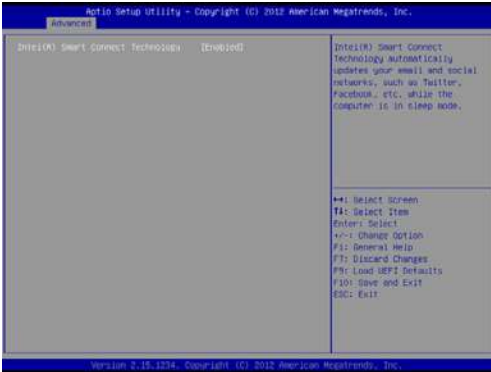 Aptio Setup Utility – Copyright (C) 2012 American Megatrends, Inc.
Advanced
Intel(R) Smart Connect Technology [Enabled]
Intel(R) Smart Connect
Technology automatically
updates your email and social
networks, such as Twitter,
Facebook, etc. while the
computer is in sleep mode.
↔: Select Screen
↑↓: Select Item
Enter: Select
+/-: Change Option
F1: General Help
F7: Discard Changes
F9: Load UEFI Defaults
F10: Save and Exit
ESC: Exit
Version 2.15.1234. Copyright (C) 2012 American Megatrends, Inc.